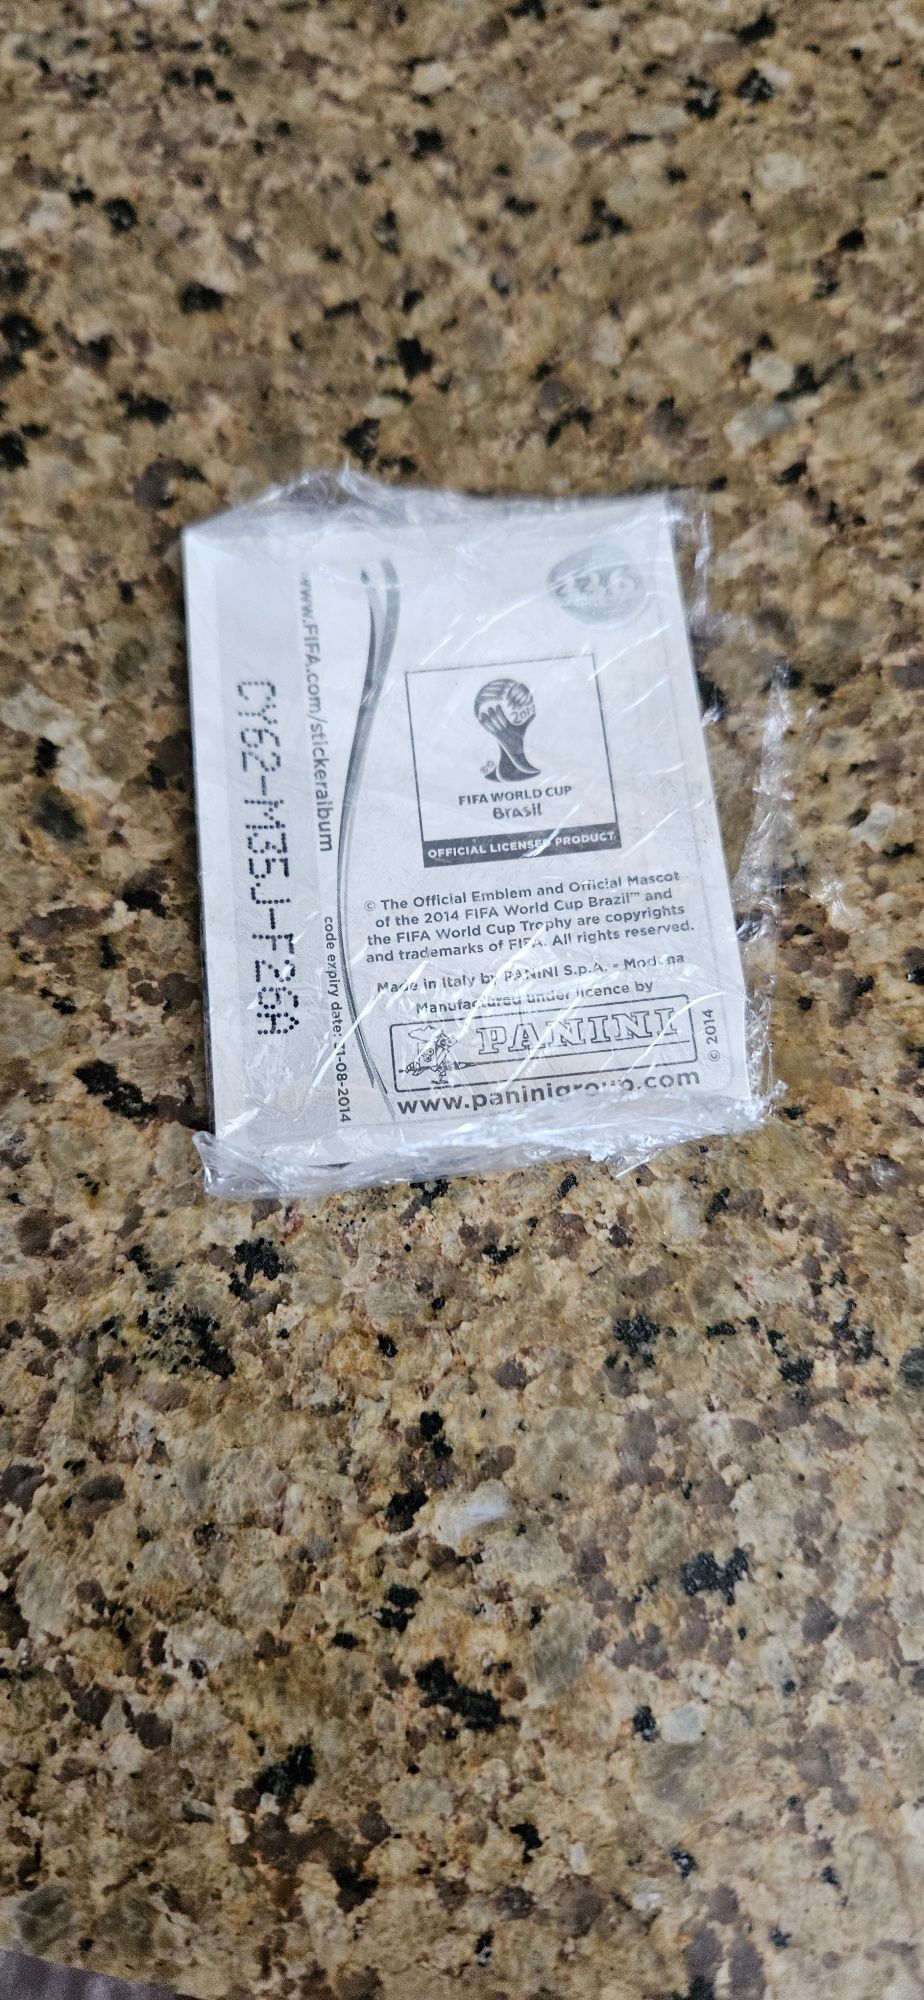 2014
FIFA WORLD CUP
Brasil
OFFICIAL LICENSED PRODUCT
© The Official Emblem and Official Mascot
of the 2014 FIFA World Cup Brazil™ and
the FIFA World Cup Trophy are copyrights
and trademarks of FIFA. All rights reserved.
Made in Italy by PANINI S.p.A. - Modena
Manufactured under licence by
PANINI
© 2014
www.paninigroup.com
www.FIFA.com/stickeralbum
code expiry date: 31-08-2014
CY62-M35J-F26A